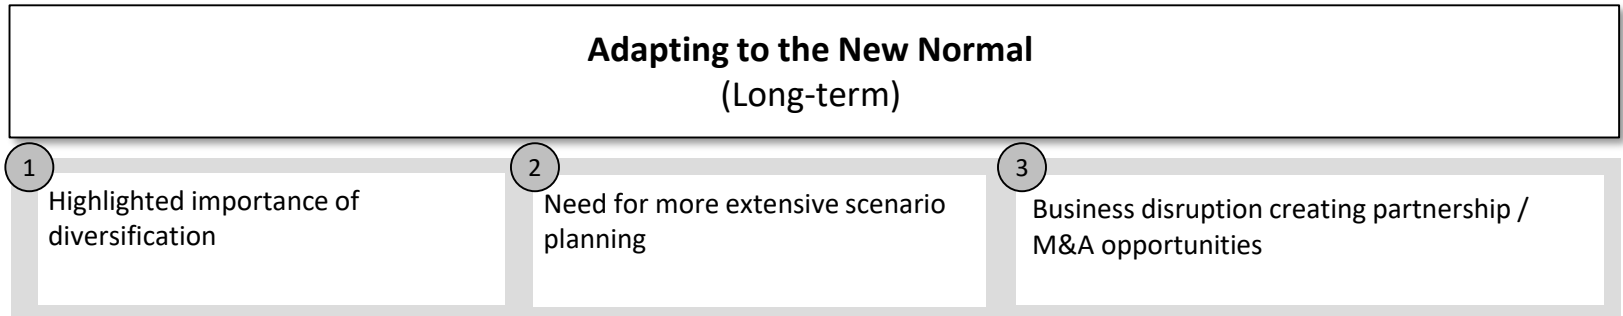 Adapting to the New Normal
(Long-term)
1
Highlighted importance of
diversification
2
Need for more extensive scenario
planning
3
Business disruption creating partnership /
M&A opportunities